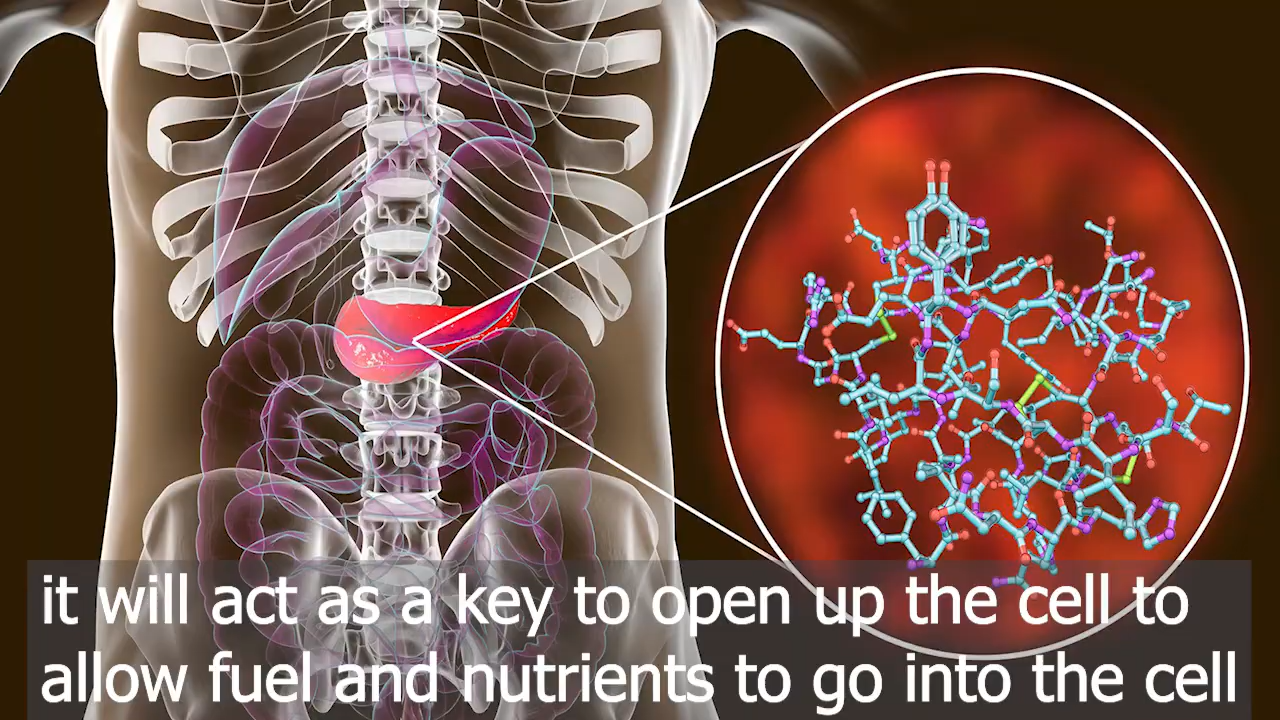 it will act as a key to open up the cell to
allow fuel and nutrients to go into the cell